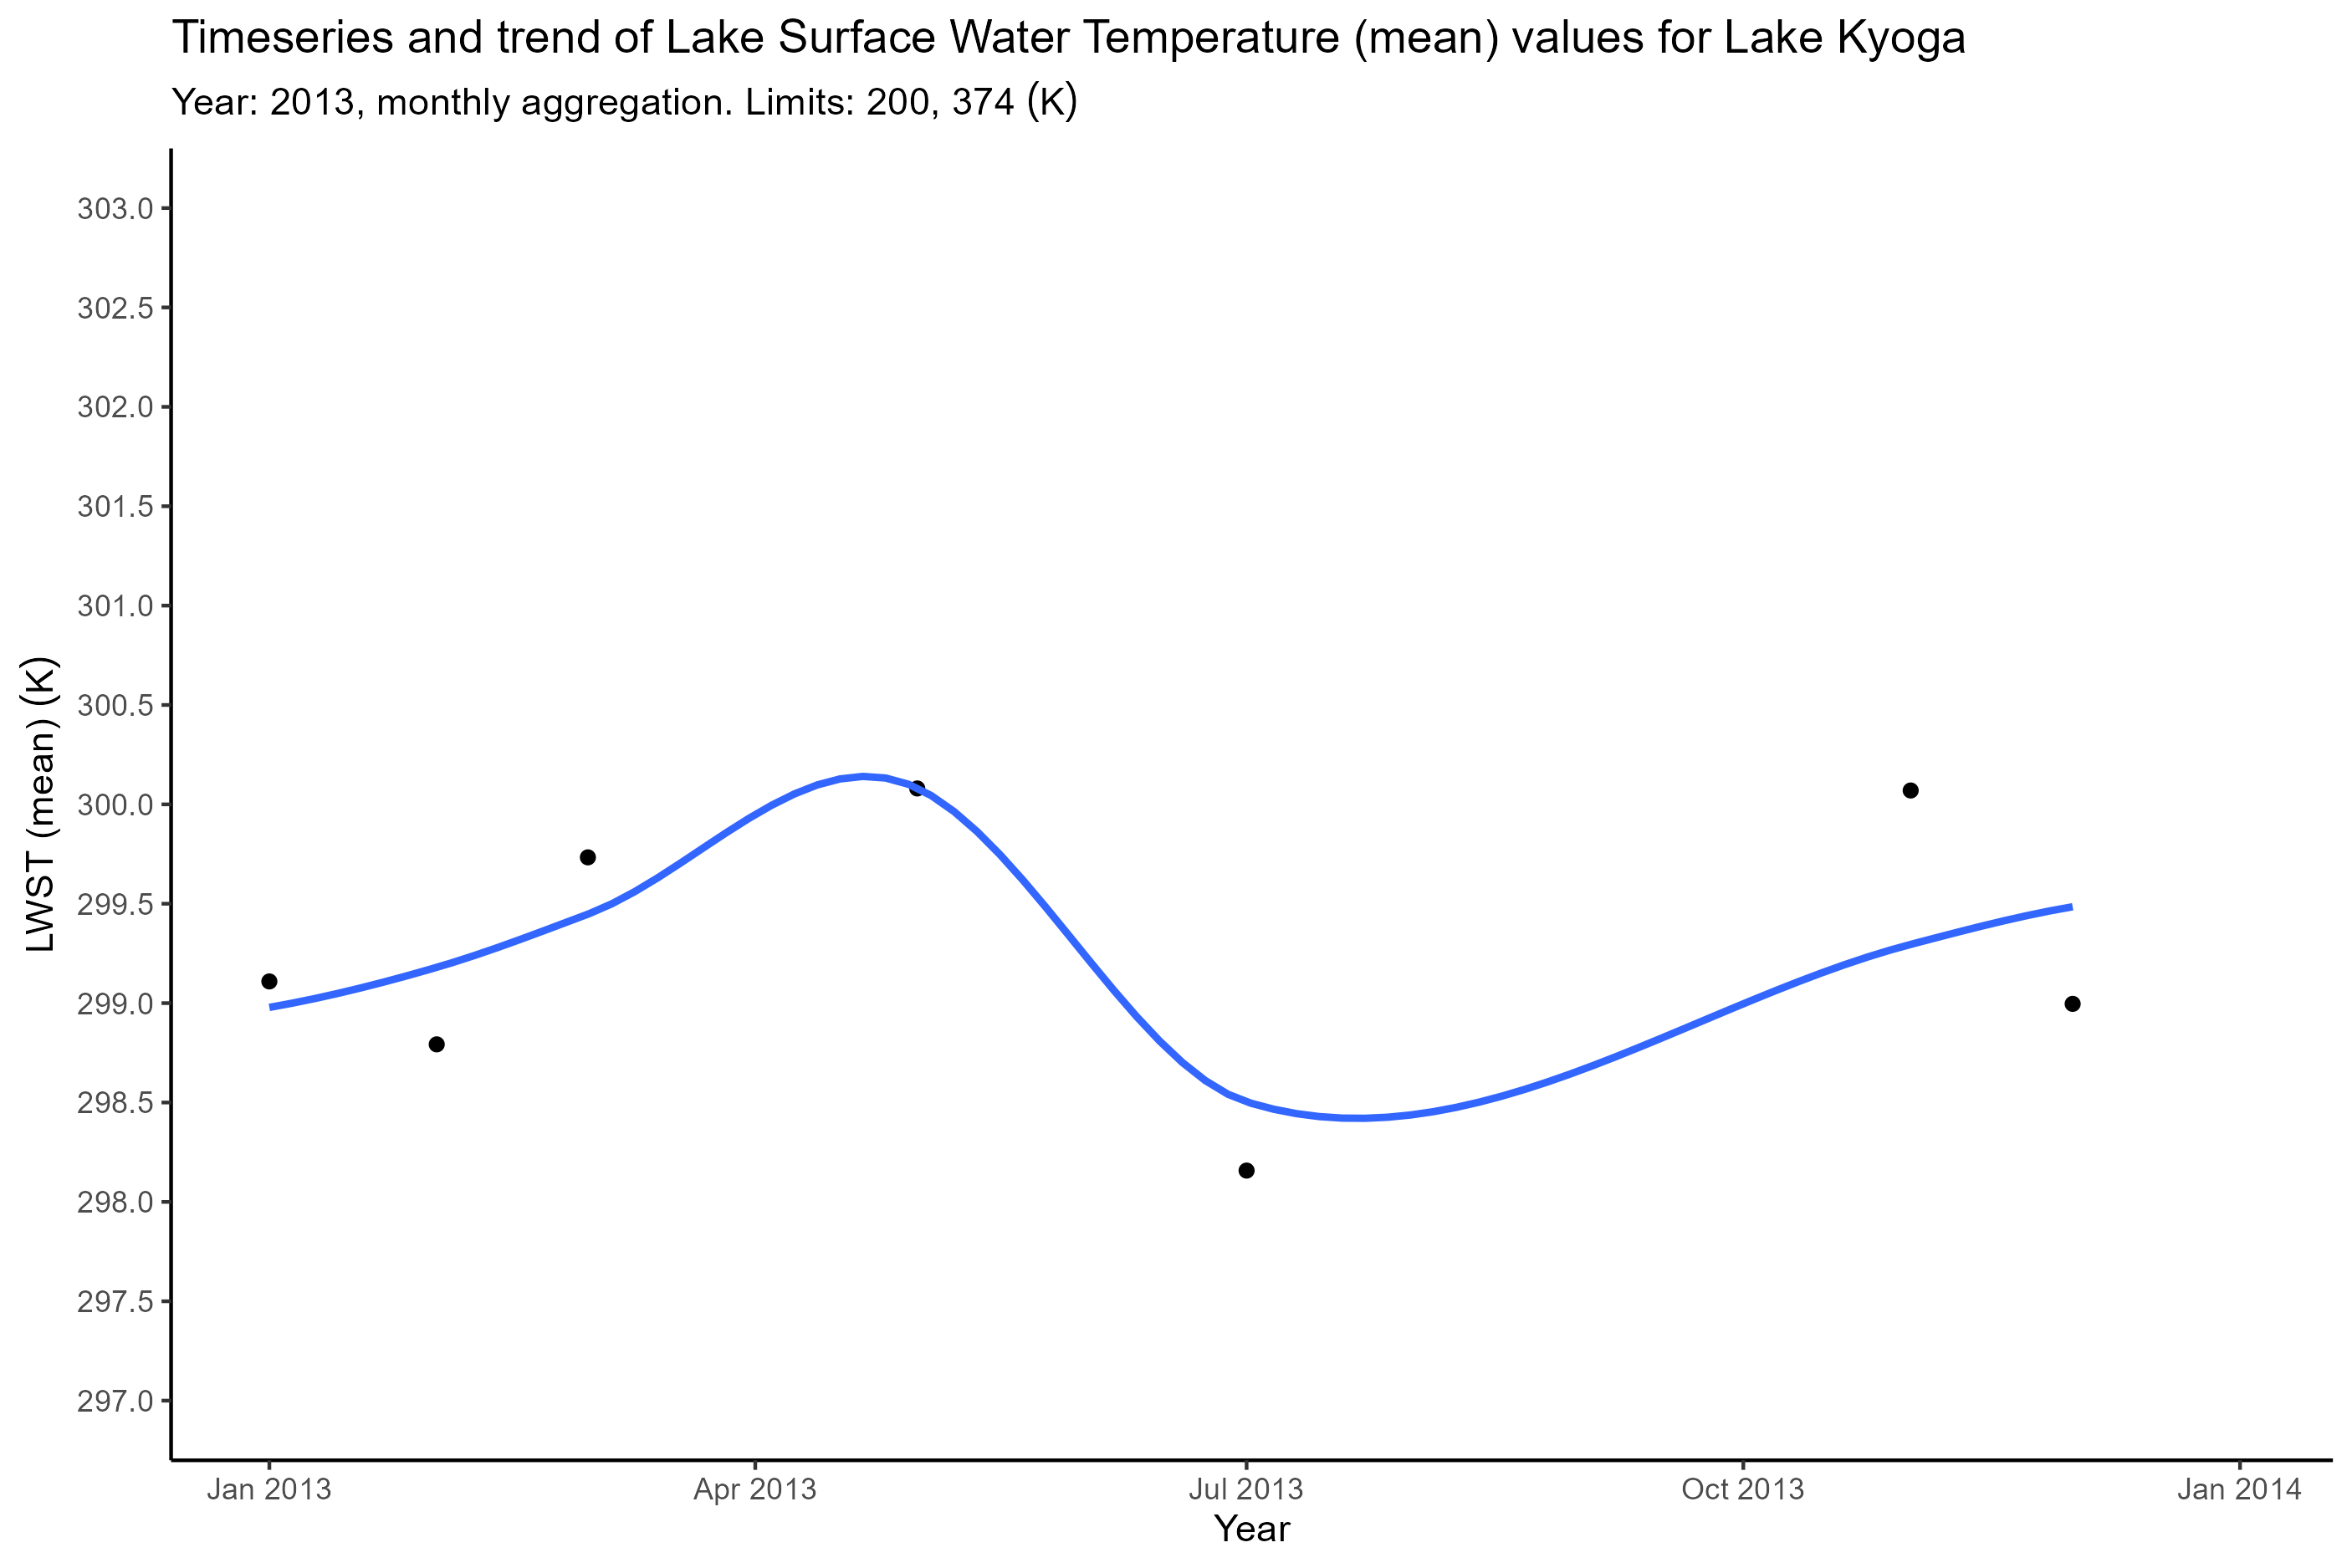 Timeseries and trend of Lake Surface Water Temperature (mean) values for Lake Kyoga
Year: 2013, monthly aggregation. Limits: 200, 374 (K)
LWST (mean) (K)
303.0
302.5
302.0
301.5
301.0
300.5
300.0
299.5
299.0
298.5
298.0
297.5
297.0
Jan 2013 Apr 2013 Jul 2013 Oct 2013 Jan 2014
Year